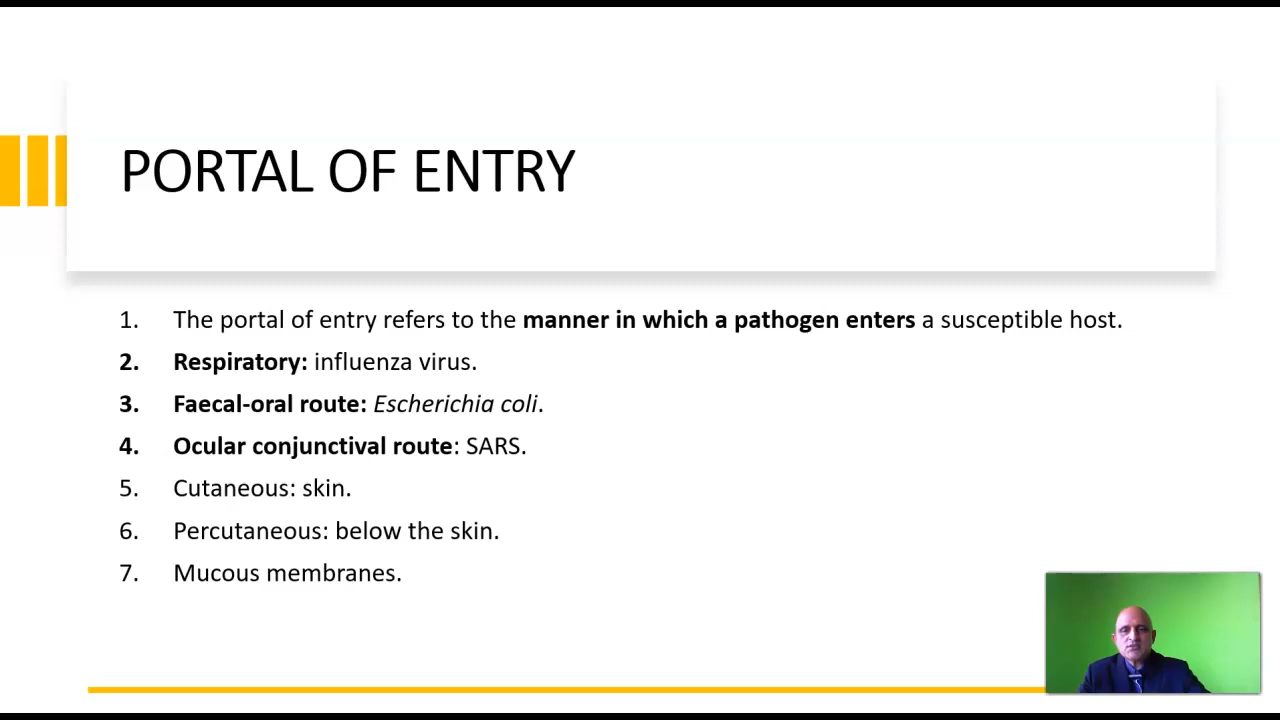 PORTAL OF ENTRY
1. The portal of entry refers to the manner in which a pathogen enters a susceptible host.
2. Respiratory: influenza virus.
3. Faecal-oral route: Escherichia coli.
4. Ocular conjunctival route: SARS.
5. Cutaneous: skin.
6. Percutaneous: below the skin.
7. Mucous membranes.